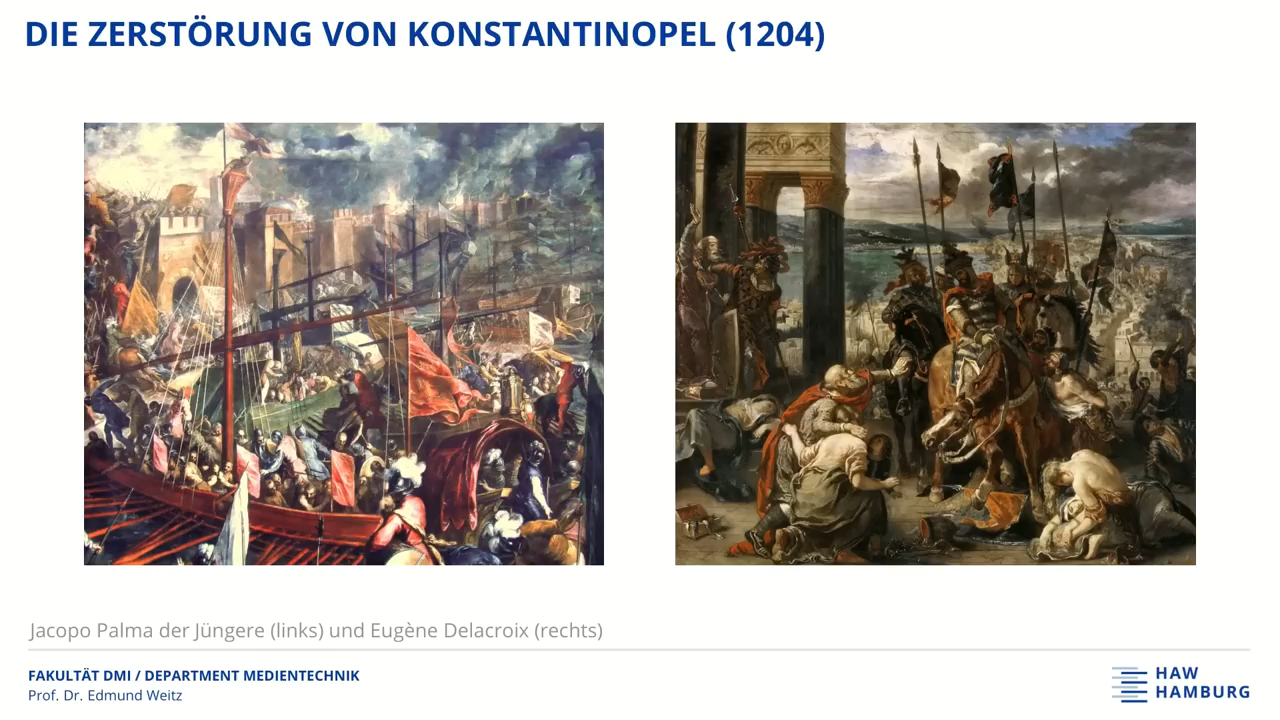 DIE ZERSTÖRUNG VON KONSTANTINOPEL (1204)
Jacopo Palma der Jüngere (links) und Eugène Delacroix (rechts)
FAKULTÄT DMI / DEPARTMENT MEDIENTECHNIK
Prof. Dr. Edmund Weitz
HAW
HAMBURG